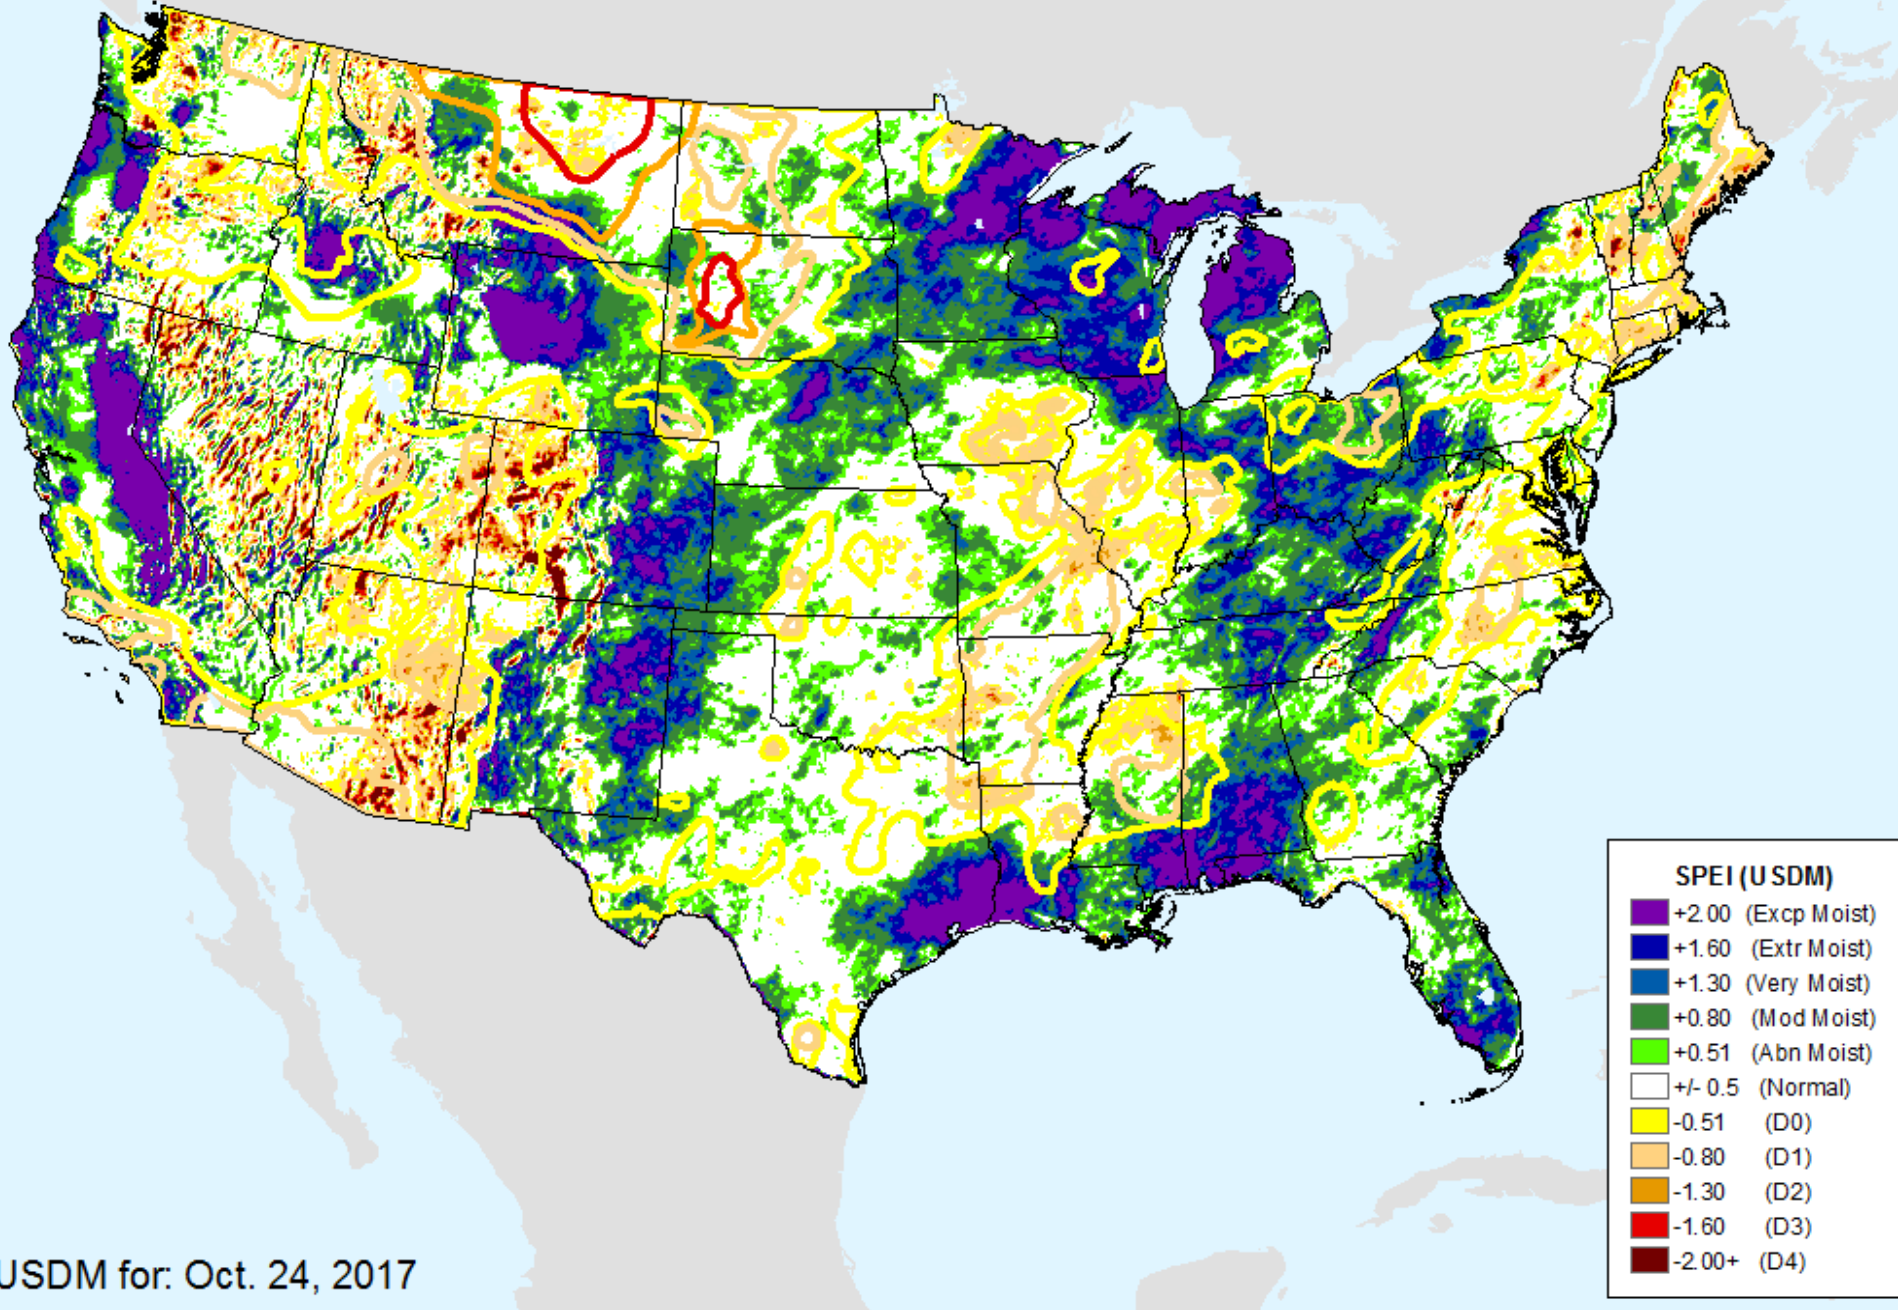 SPEI (USDM)
+2.00 (Excp Moist)
+1.60 (Extr Moist)
+1.30 (Very Moist)
+0.80 (Mod Moist)
+0.51 (Abn Moist)
+/- 0.5 (Normal)
-0.51 (D0)
-0.80 (D1)
-1.30 (D2)
-1.60 (D3)
-2.00+ (D4)
USDM for: Oct. 24, 2017